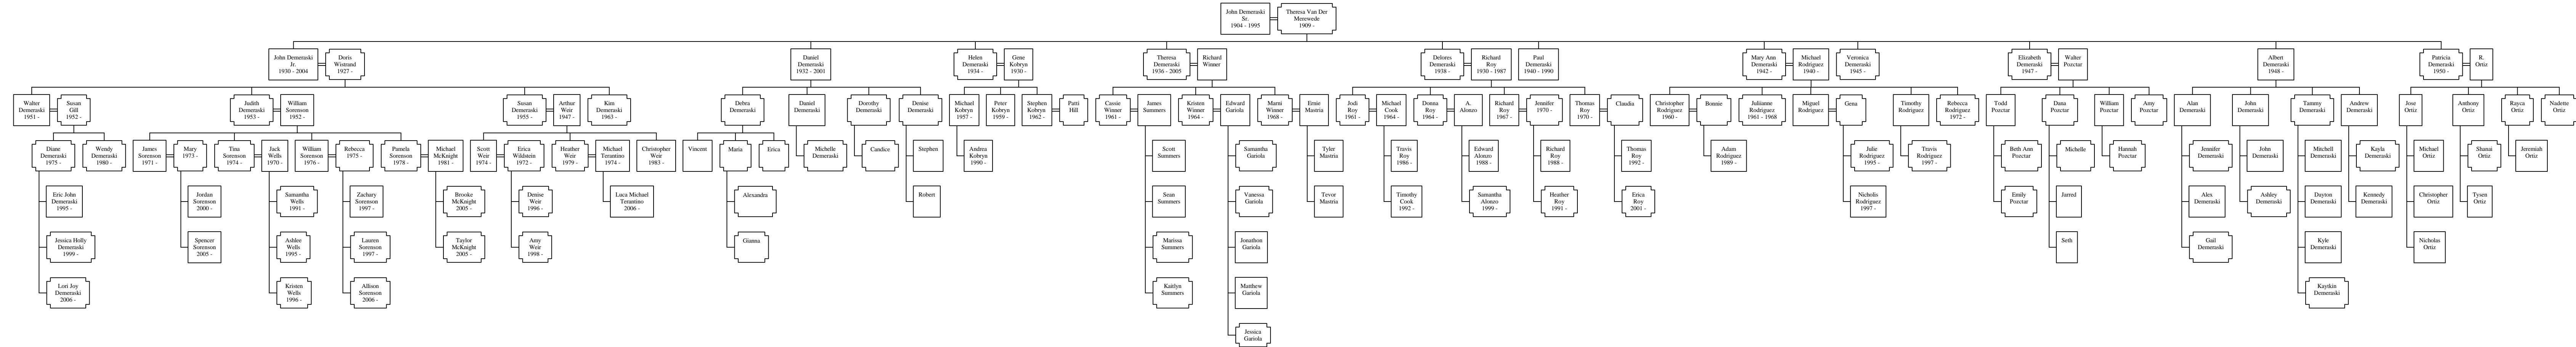 John Demeraski
Sr.
1904 - 1995
Theresa Van Der
Merewede
1909 -
John Demeraski
Jr.
1930 - 2004
Doris
Wistrand
1927 -
Daniel
Demeraski
1932 - 2001
Helen
Demeraski
1934 -
Gene
Kobryn
1930 -
Theresa
Demeraski
1936 - 2005
Richard
Winner
Delores
Demeraski
1938 -
Richard
Roy
1930 - 1987
Paul
Demeraski
1940 - 1990
Mary Ann
Demeraski
1942 -
Michael
Rodriguez
1940 -
Veronica
Demeraski
1945 -
Elizabeth
Demeraski
1947 -
Walter
Pozctar
Albert
Demeraski
1948 -
Patricia
Demeraski
1950 -
R.
Ortiz
Walter
Demeraski
1951 -
Susan
Gill
1952 -
Judith
Demeraski
1953 -
William
Sorenson
1952 -
Susan
Demeraski
1955 -
Arthur
Weir
1947 -
Kim
Demeraski
1963 -
Debra
Demeraski
Daniel
Demeraski
Dorothy
Demeraski
Denise
Demeraski
Michael
Kobryn
1957 -
Peter
Kobryn
1959 -
Stephen
Kobryn
1962 -
Patti
Hill
Cassie
Winner
1961 -
James
Summers
Kristen
Winner
1964 -
Edward
Gariola
Marni
Winner
1968 -
Ernie
Mastria
Jodi
Roy
1961 -
Michael
Cook
1964 -
Donna
Roy
1964 -
A.
Alonzo
Richard
Roy
1967 -
Jennifer
1970 -
Thomas
Roy
1970 -
Claudia
Christopher
Rodriguez
1960 -
Bonnie
Julianne
Rodriguez
1961 - 1968
Miguel
Rodriguez
Gena
Timothy
Rodriguez
Rebecca
Rodriguez
1972 -
Todd
Pozctar
Dana
Pozctar
William
Pozctar
Amy
Pozctar
Alan
Demeraski
John
Demeraski
Tammy
Demeraski
Andrew
Demeraski
Jose
Ortiz
Anthony
Ortiz
Rayca
Ortiz
Nadette
Ortiz
Diane
Demeraski
1975 -
Wendy
Demeraski
1980 -
James
Sorenson
1971 -
Mary
1973 -
Tina
Sorenson
1974 -
Jack
Wells
1970 -
William
Sorenson
1976 -
Rebecca
1975 -
Pamela
Sorenson
1978 -
Michael
McKnight
1981 -
Scott
Weir
1974 -
Erica
Wildstein
1972 -
Heather
Weir
1979 -
Michael
Terantino
1974 -
Christopher
Weir
1983 -
Vincent
Maria
Erica
Michelle
Demeraski
Candice
Stephen
Andrea
Kobryn
1990 -
Scott
Summers
Samantha
Gariola
Tyler
Mastria
Travis
Roy
1986 -
Edward
Alonzo
1988 -
Richard
Roy
1988 -
Thomas
Roy
1992 -
Adam
Rodriguez
1989 -
Julie
Rodriguez
1995 -
Travis
Rodriguez
1997 -
Beth Ann
Pozctar
Michelle
Hannah
Pozctar
Jennifer
Demeraski
John
Demeraski
Mitchell
Demeraski
Kayla
Demeraski
Michael
Ortiz
Shanai
Ortiz
Jeremiah
Ortiz
Eric John
Demeraski
1995 -
Jordan
Sorenson
2000 -
Samantha
Wells
1991 -
Zachary
Sorenson
1997 -
Brooke
McKnight
2005 -
Denise
Weir
1996 -
Luca Michael
Terantino
2006 -
Alexandra
Robert
Sean
Summers
Vanessa
Gariola
Tevor
Mastria
Timothy
Cook
1992 -
Samantha
Alonzo
1999 -
Heather
Roy
1991 -
Erica
Roy
2001 -
Nicholis
Rodriguez
1997 -
Emily
Pozctar
Jarred
Alex
Demeraski
Ashley
Demeraski
Dayton
Demeraski
Kennedy
Demeraski
Christopher
Ortiz
Tysen
Ortiz
Jessica Holly
Demeraski
1999 -
Spencer
Sorenson
2005 -
Ashlee
Wells
1995 -
Lauren
Sorenson
1997 -
Taylor
McKnight
2005 -
Amy
Weir
1998 -
Gianna
Marissa
Summers
Jonathon
Gariola
Seth
Gail
Demeraski
Kyle
Demeraski
Nicholas
Ortiz
Lori Joy
Demeraski
2006 -
Kristen
Wells
1996 -
Allison
Sorenson
2006 -
Kaitlyn
Summers
Matthew
Gariola
Kaytkin
Demeraski
Jessica
Gariola